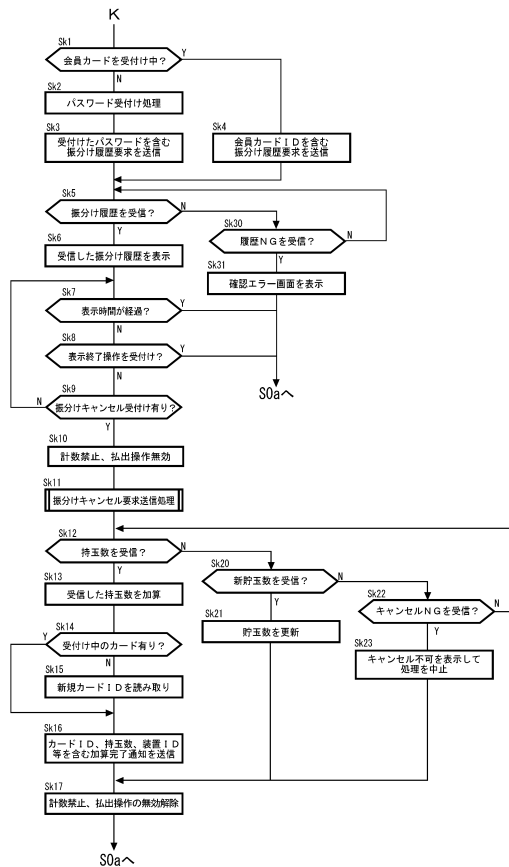 K
Sk1
会員カードを受付け中？
Y
N
Sk2
パスワード受付け処理
Sk3
受付けたパスワードを含む
振分け履歴要求を送信
Sk4
会員カードＩＤを含む
振分け履歴要求を送信
Sk5
振分け履歴を受信？
N
Y
Sk30
履歴ＮＧを受信？
N
Y
Sk6
受信した振分け履歴を表示
Sk31
確認エラー画面を表示
Sk7
表示時間が経過？
Y
N
Sk8
表示終了操作を受付け？
Y
N
S0aへ
Sk9
振分けキャンセル受付け有り？
N
Y
Sk10
計数禁止、払出操作無効
Sk11
振分けキャンセル要求送信処理
Sk12
持玉数を受信？
N
Y
Sk20
新貯玉数を受信？
N
Y
Sk13
受信した持玉数を加算
Sk22
キャンセルＮＧを受信？
N
Y
Sk21
貯玉数を更新
Sk14
受付け中のカード有り？
Y
N
Sk23
キャンセル不可を表示して
処理を中止
Sk15
新規カードＩＤを読み取り
Sk16
カードＩＤ、持玉数、装置ＩＤ
等を含む加算完了通知を送信
Sk17
計数禁止、払出操作の無効解除
S0aへ